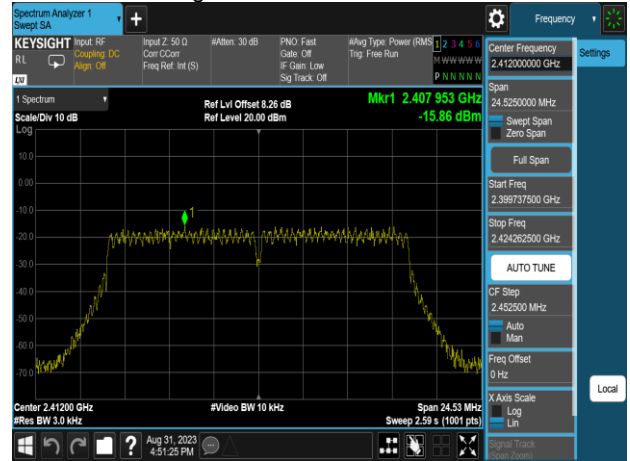 Spectrum Analyzer 1
Swept SA
+
Frequency
KEYSIGHT
R L
LXI
Input: RF
Coupling: DC
Align: Off
Input Z: 50 Ω
Corr CCorr
Freq Ref: Int (S)
#Atten: 30 dB
PNO: Fast
Gate: Off
IF Gain: Low
Sig Track: Off
#Avg Type: Power (RMS
Trig: Free Run
1 2 3 4 5 6
M W W W W W
P N N N N N
1 Spectrum
Scale/Div 10 dB
Log
Ref Lvl Offset 8.26 dB
Ref Level 20.00 dBm
Mkr1 2.407 953 GHz
-15.86 dBm
10.0
0.00
-10.0
-20.0
-30.0
-40.0
-50.0
-60.0
-70.0
1
Center 2.41200 GHz
#Res BW 3.0 kHz
#Video BW 10 kHz
Span 24.53 MHz
Sweep 2.59 s (1001 pts)
Center Frequency
2.412000000 GHz
Span
24.5250000 MHz
Swept Span
Zero Span
Full Span
Start Freq
2.399737500 GHz
Stop Freq
2.424262500 GHz
AUTO TUNE
CF Step
2.452500 MHz
Auto
Man
Freq Offset
0 Hz
X Axis Scale
Log
Lin
Signal Track
(Span Zoom)
Settings
Local
?
Aug 31, 2023
4:51:25 PM